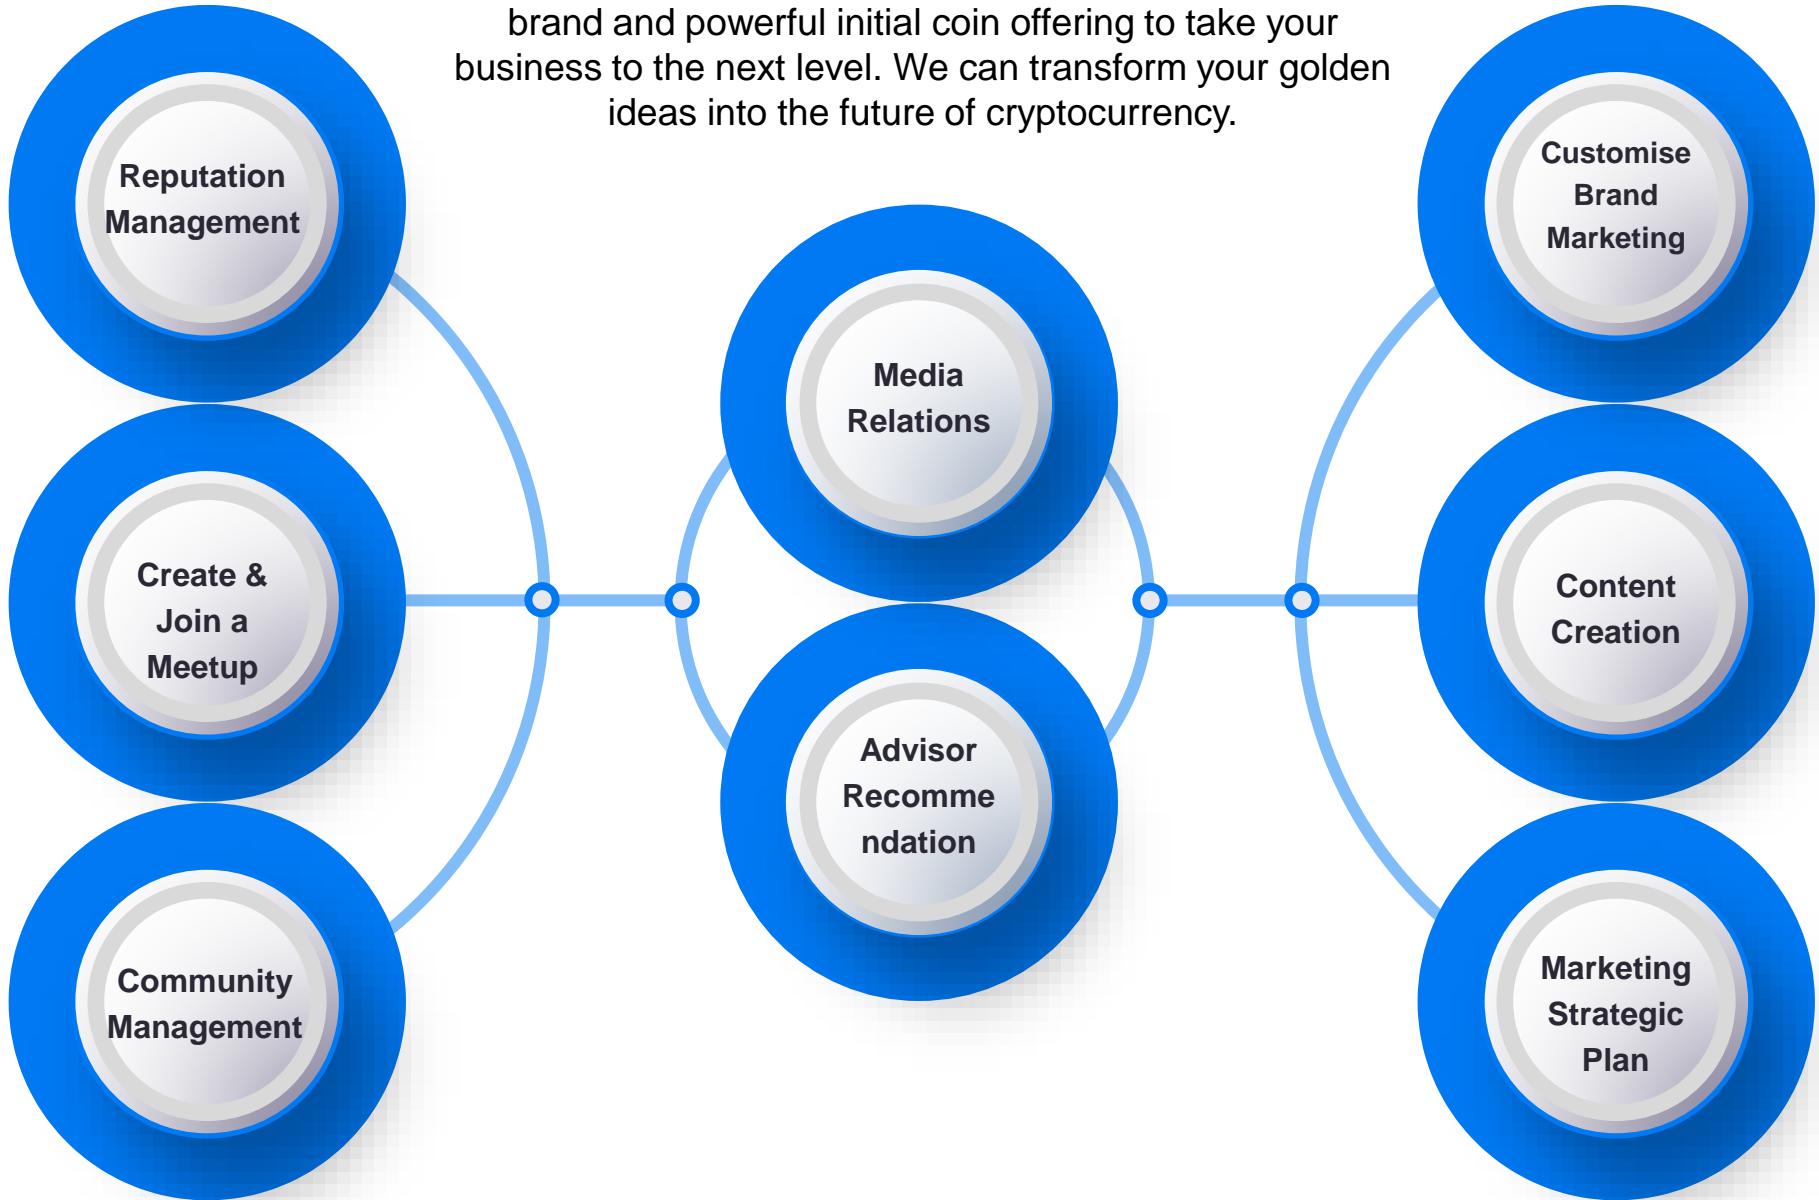 brand and powerful initial coin offering to take your
business to the next level. We can transform your golden
ideas into the future of cryptocurrency.
Reputation
Management
Create &
Join a
Meetup
Community
Management
Media
Relations
Advisor
Recomme
ndation
Customise
Brand
Marketing
Content
Creation
Marketing
Strategic
Plan